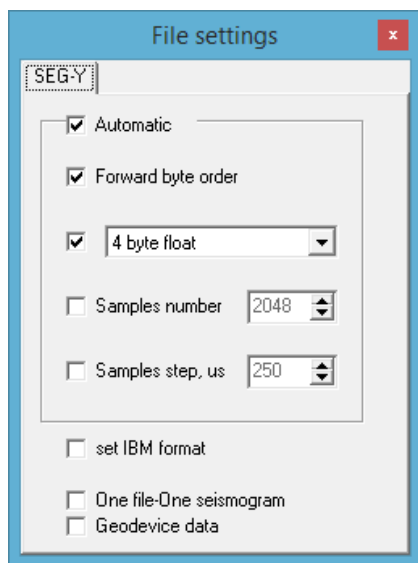 File settings
x
SEG-Y
Automatic
Forward byte order
4 byte float
Samples number 2048
Samples step, us 250
set IBM format
One file-One seismogram
Geodevice data